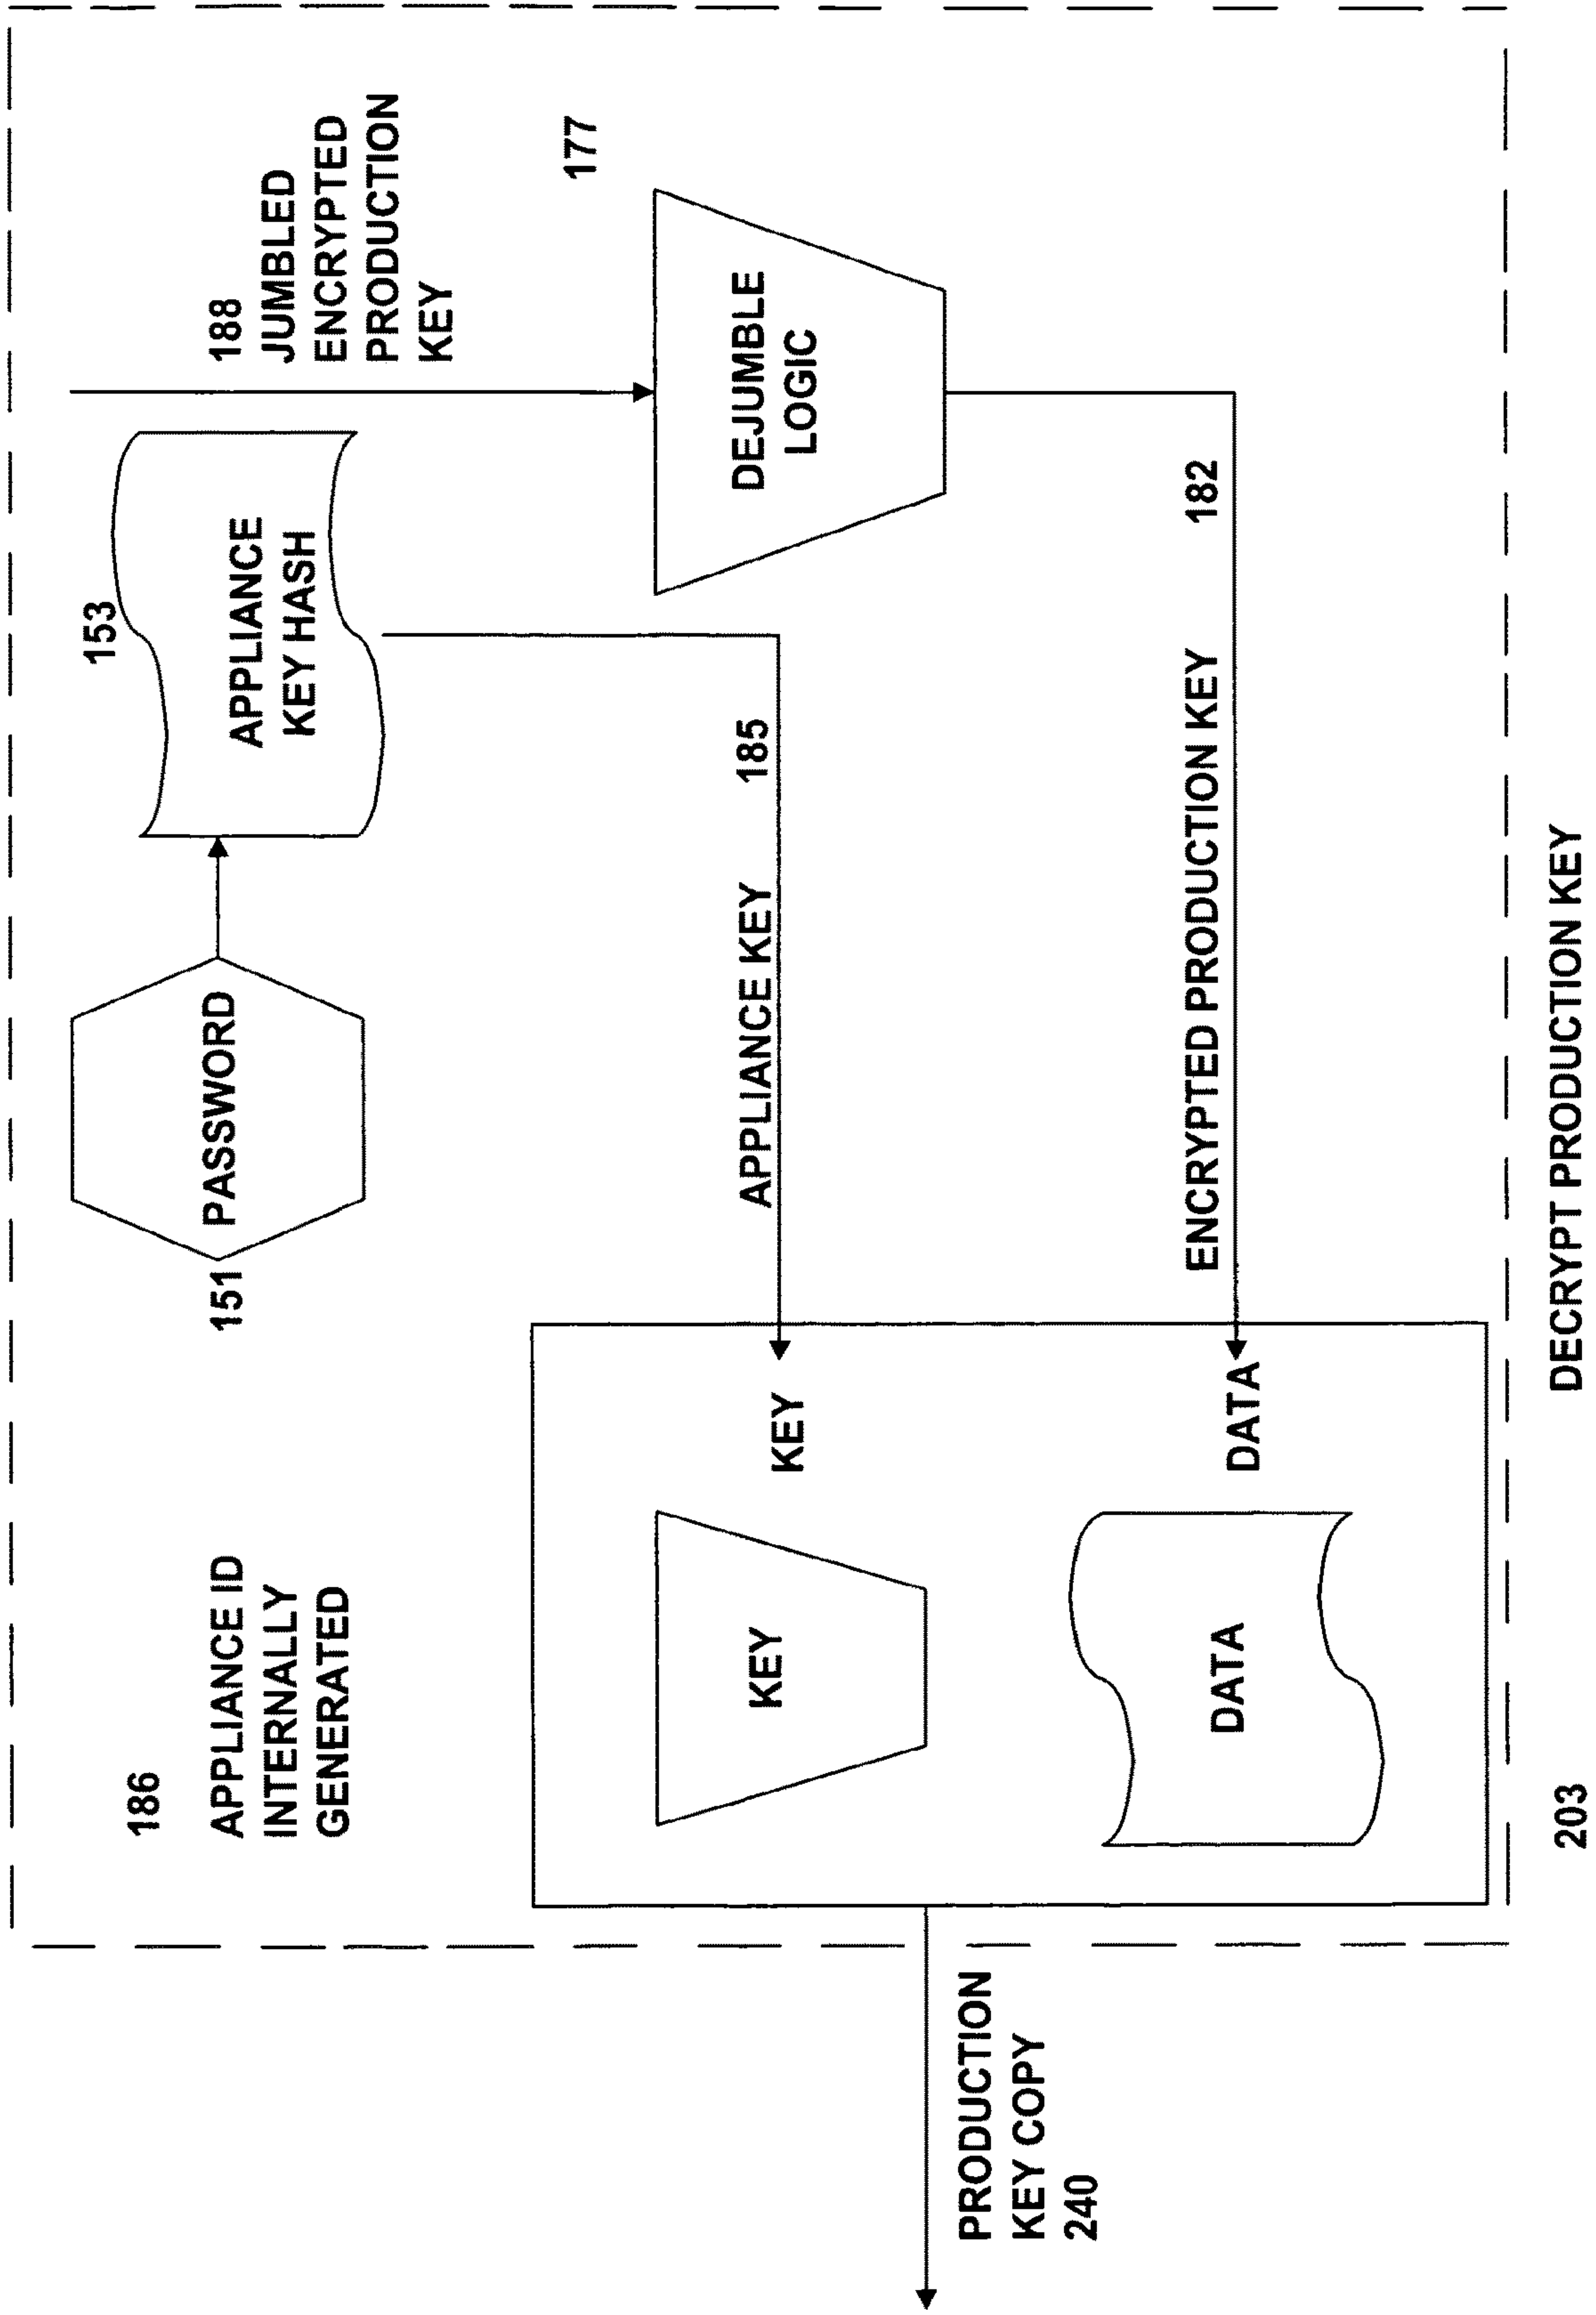 186
APPLIANCE ID
INTERNALLY
GENERATED
151
PASSWORD
153
APPLIANCE
KEY HASH
188
JUMBLED
ENCRYPTED
PRODUCTION
KEY
177
DEJUMBLE
LOGIC
APPLIANCE KEY 185
KEY
KEY
ENCRYPTED PRODUCTION KEY 182
DATA
DATA
PRODUCTION
KEY COPY
240
203
DECRYPT PRODUCTION KEY